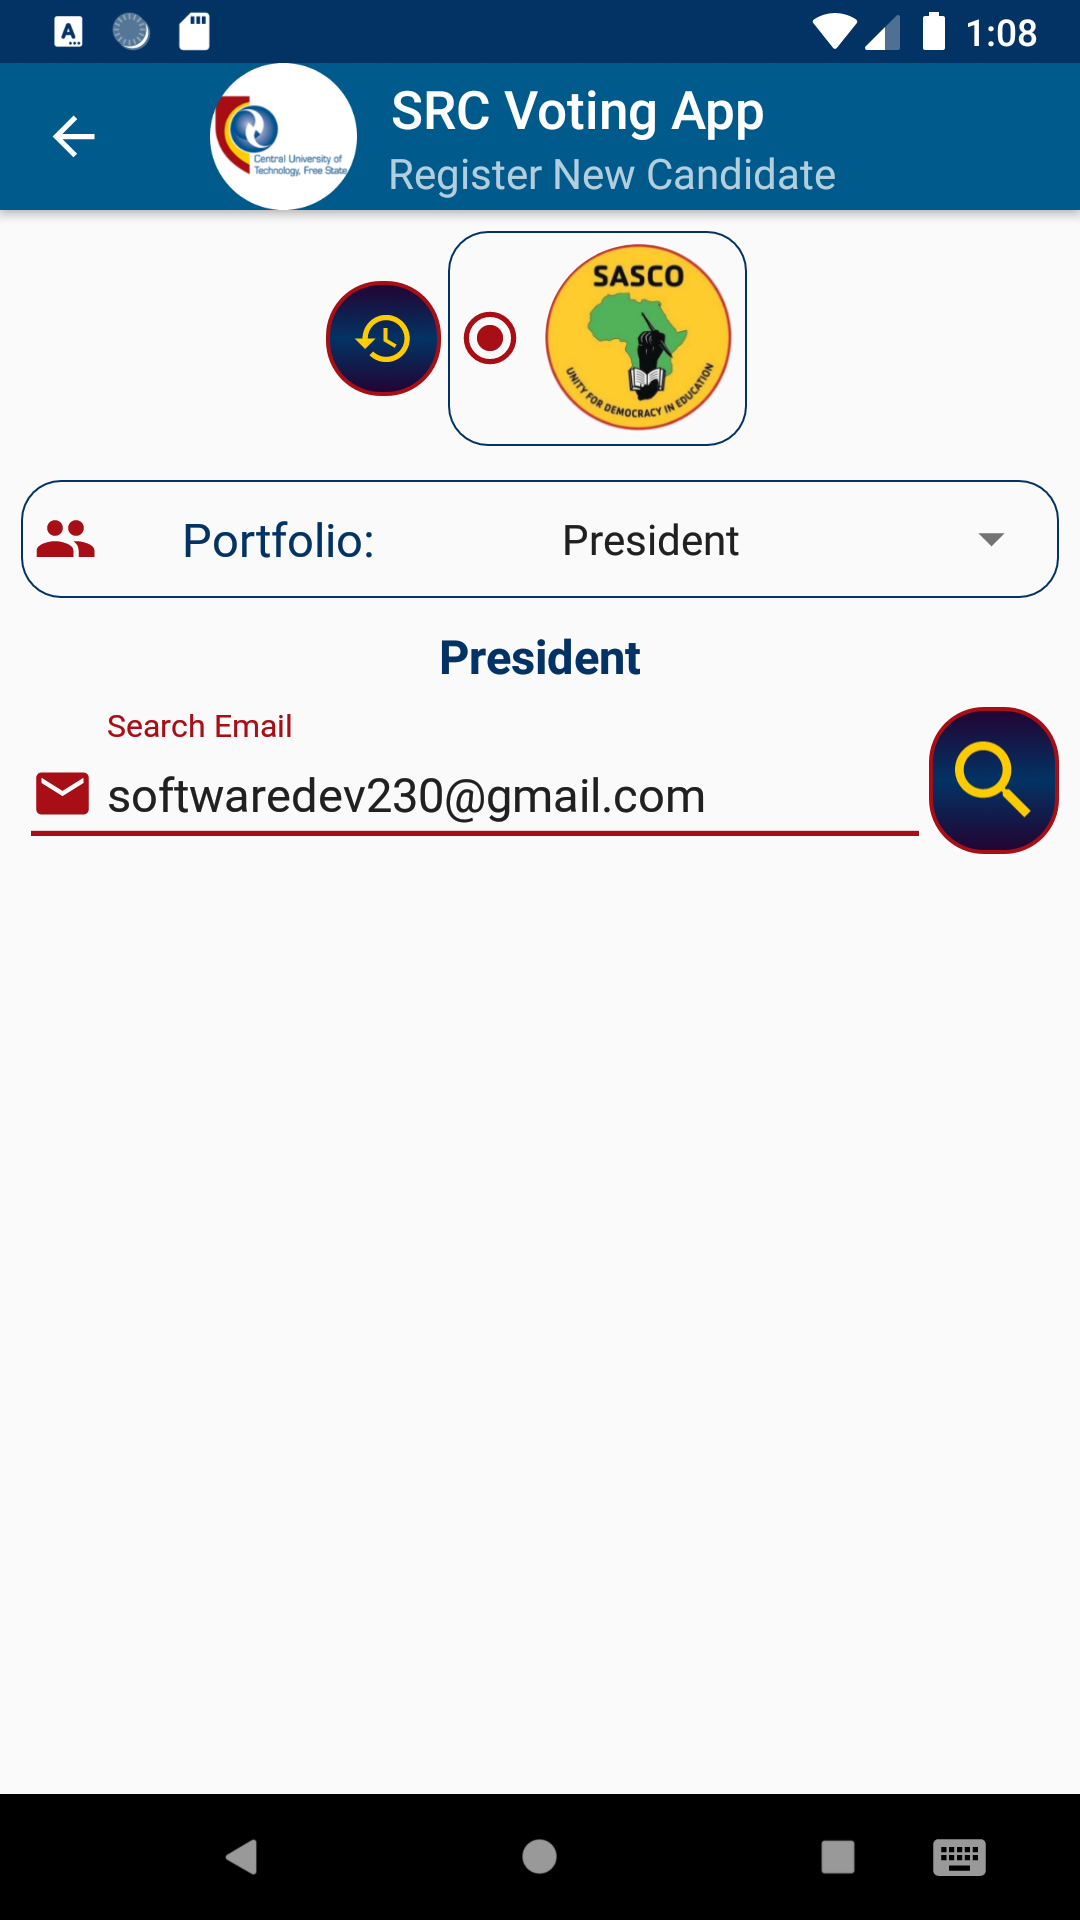 1:08
SRC Voting App
Register New Candidate
Central University of
Technology, Free State
SASCO
UNITY FOR DEMOCRACY IN EDUCATION
Portfolio:
President
President
Search Email
softwaredev230@gmail.com